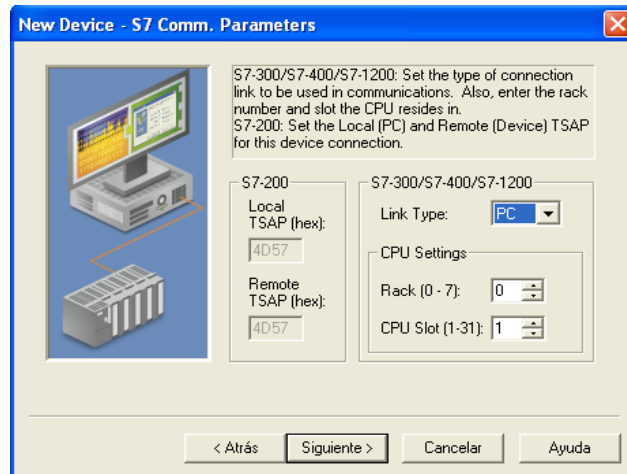 New Device - S7 Comm. Parameters
S7-300/S7-400/S7-1200: Set the type of connection
link to be used in communications.  Also, enter the rack
number and slot the CPU resides in.
S7-200: Set the Local (PC) and Remote (Device) TSAP
for this device connection.
S7-200
Local
TSAP (hex):
4D57
Remote
TSAP (hex):
4D57
S7-300/S7-400/S7-1200
Link Type:
PC
CPU Settings
Rack (0 - 7):
0
CPU Slot (1-31):
1
< Atrás
Siguiente >
Cancelar
Ayuda